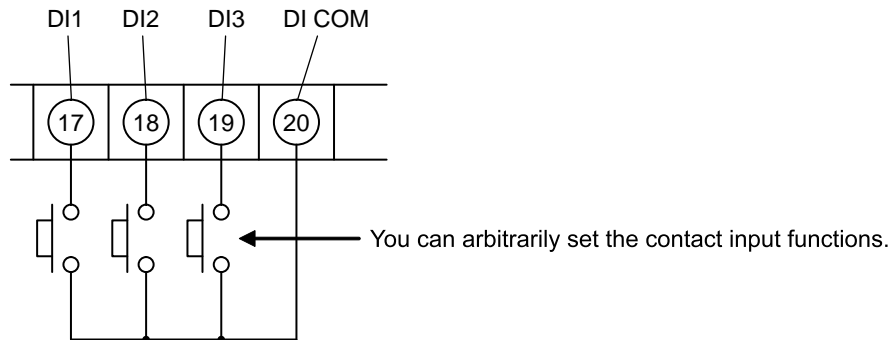 DI1 DI2 DI3 DI COM
17 18 19 20
You can arbitrarily set the contact input functions.